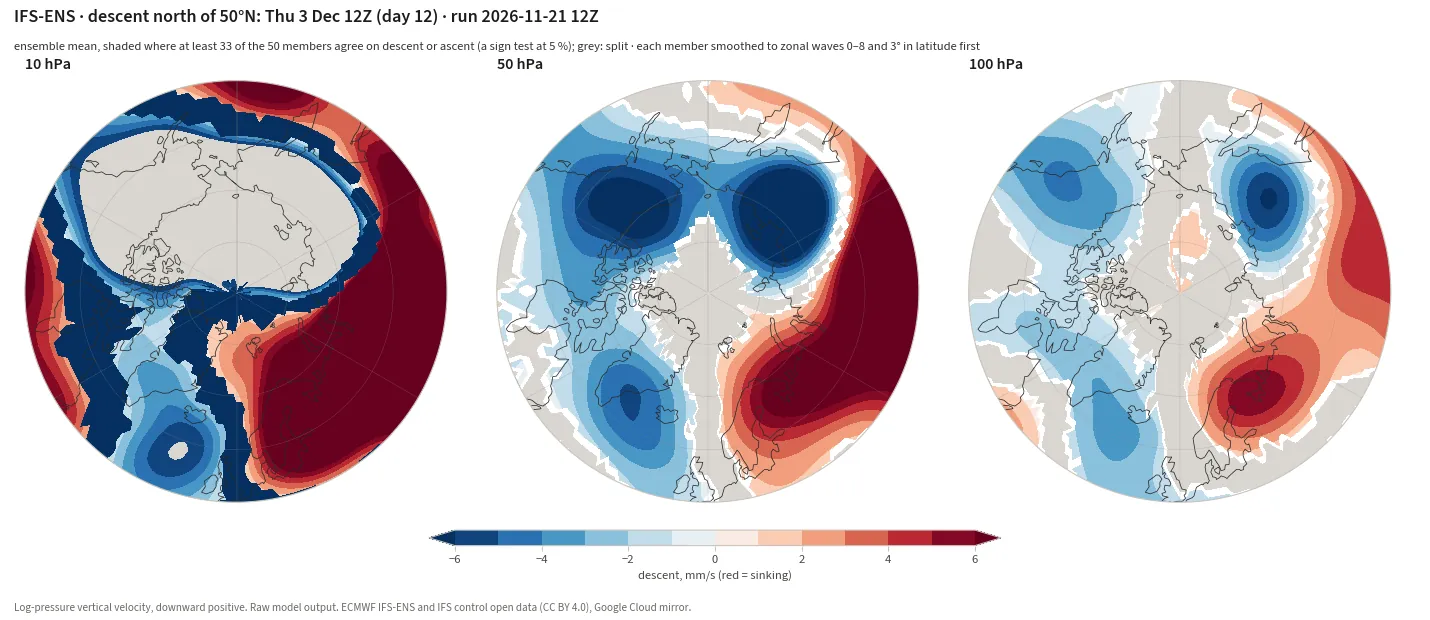 IFS-ENS · descent north of 50°N: Thu 3 Dec 12Z (day 12) · run 2026-11-21 12Z
ensemble mean, shaded where at least 33 of the 50 members agree on descent or ascent (a sign test at 5 %); grey: split · each member smoothed to zonal waves 0–8 and 3° in latitude first
10 hPa
50 hPa
100 hPa
−6
−4
−2
0
2
4
6
descent, mm/s (red = sinking)
Log-pressure vertical velocity, downward positive. Raw model output. ECMWF IFS-ENS and IFS control open data (CC BY 4.0), Google Cloud mirror.